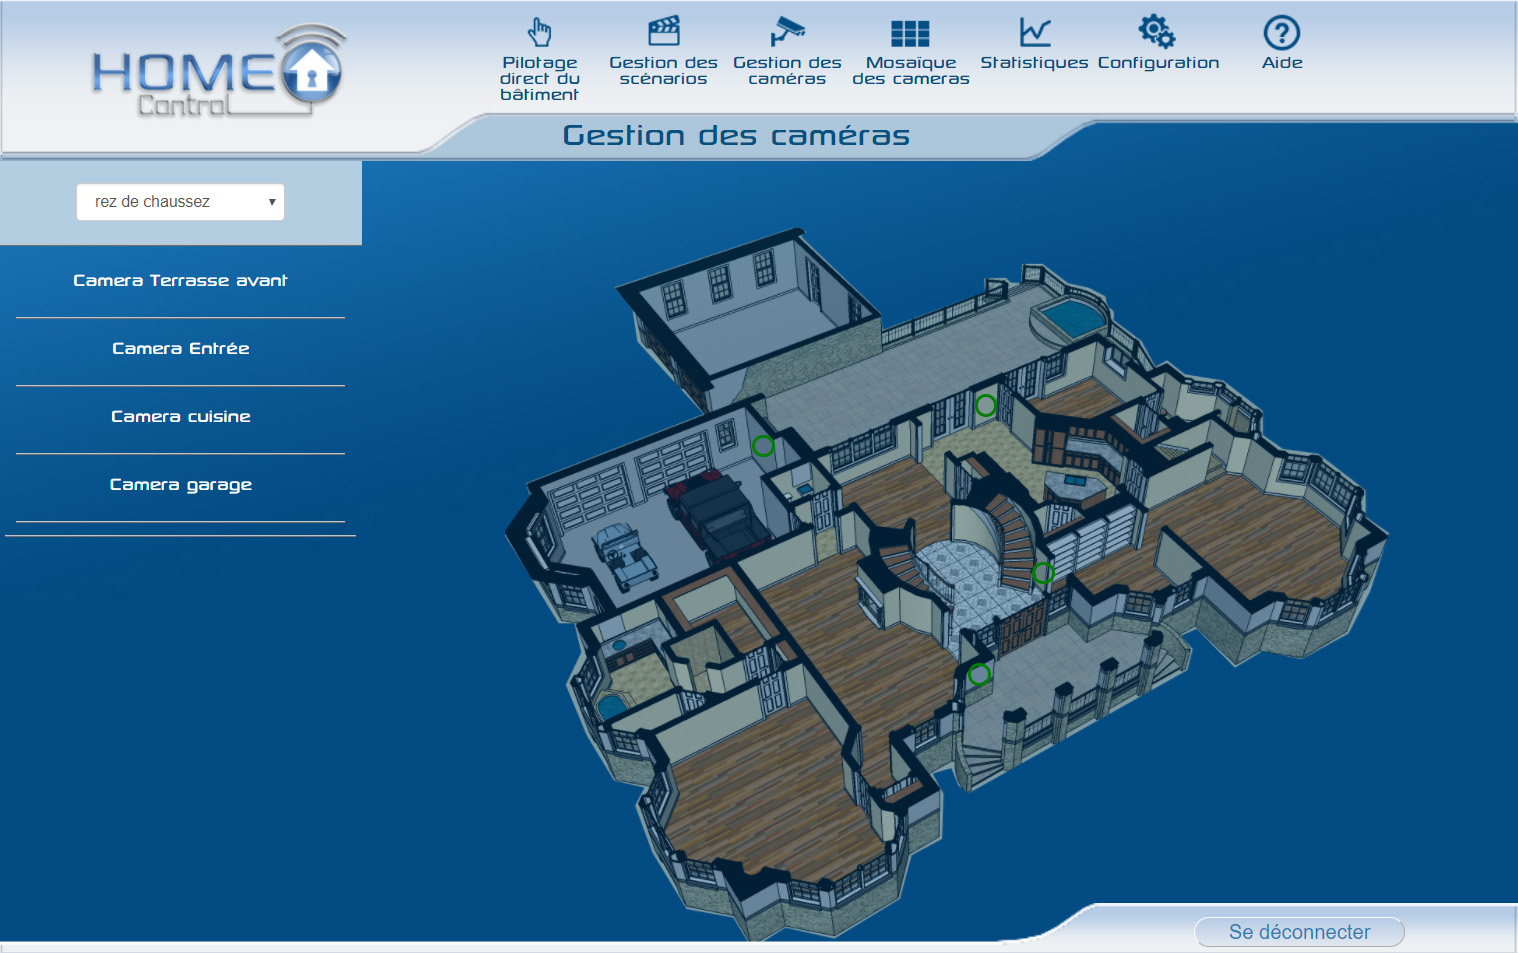 HOME
Control
Pilotage
direct du
bâtiment
Gestion des
scénarios
Gestion des
caméras
Mosaïque
des cameras
Statistiques
Configuration
Aide
Gestion des caméras
rez de chaussez
Camera Terrasse avant
Camera Entrée
Camera cuisine
Camera garage
Se déconnecter